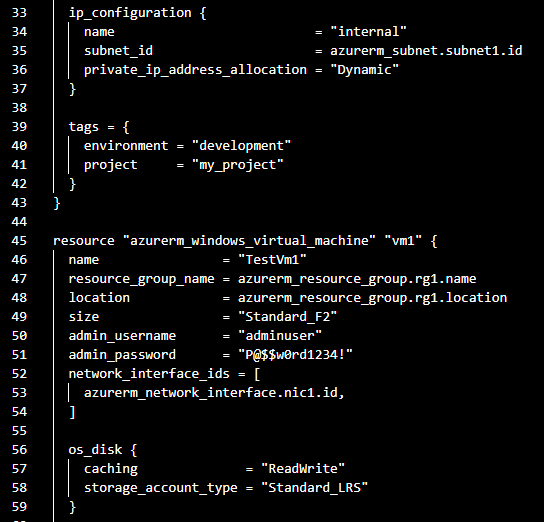 33 ip_configuration {
34 name = "internal"
35 subnet_id = azurerm_subnet.subnet1.id
36 private_ip_address_allocation = "Dynamic"
37 }
38
39 tags = {
40 environment = "development"
41 project = "my_project"
42 }
43 }
44
45 resource "azurerm_windows_virtual_machine" "vm1" {
46 name = "TestVm1"
47 resource_group_name = azurerm_resource_group.rg1.name
48 location = azurerm_resource_group.rg1.location
49 size = "Standard_F2"
50 admin_username = "adminuser"
51 admin_password = "P@$$w0rd1234!"
52 network_interface_ids = [
53 azurerm_network_interface.nic1.id,
54 ]
55
56 os_disk {
57 caching = "ReadWrite"
58 storage_account_type = "Standard_LRS"
59 }